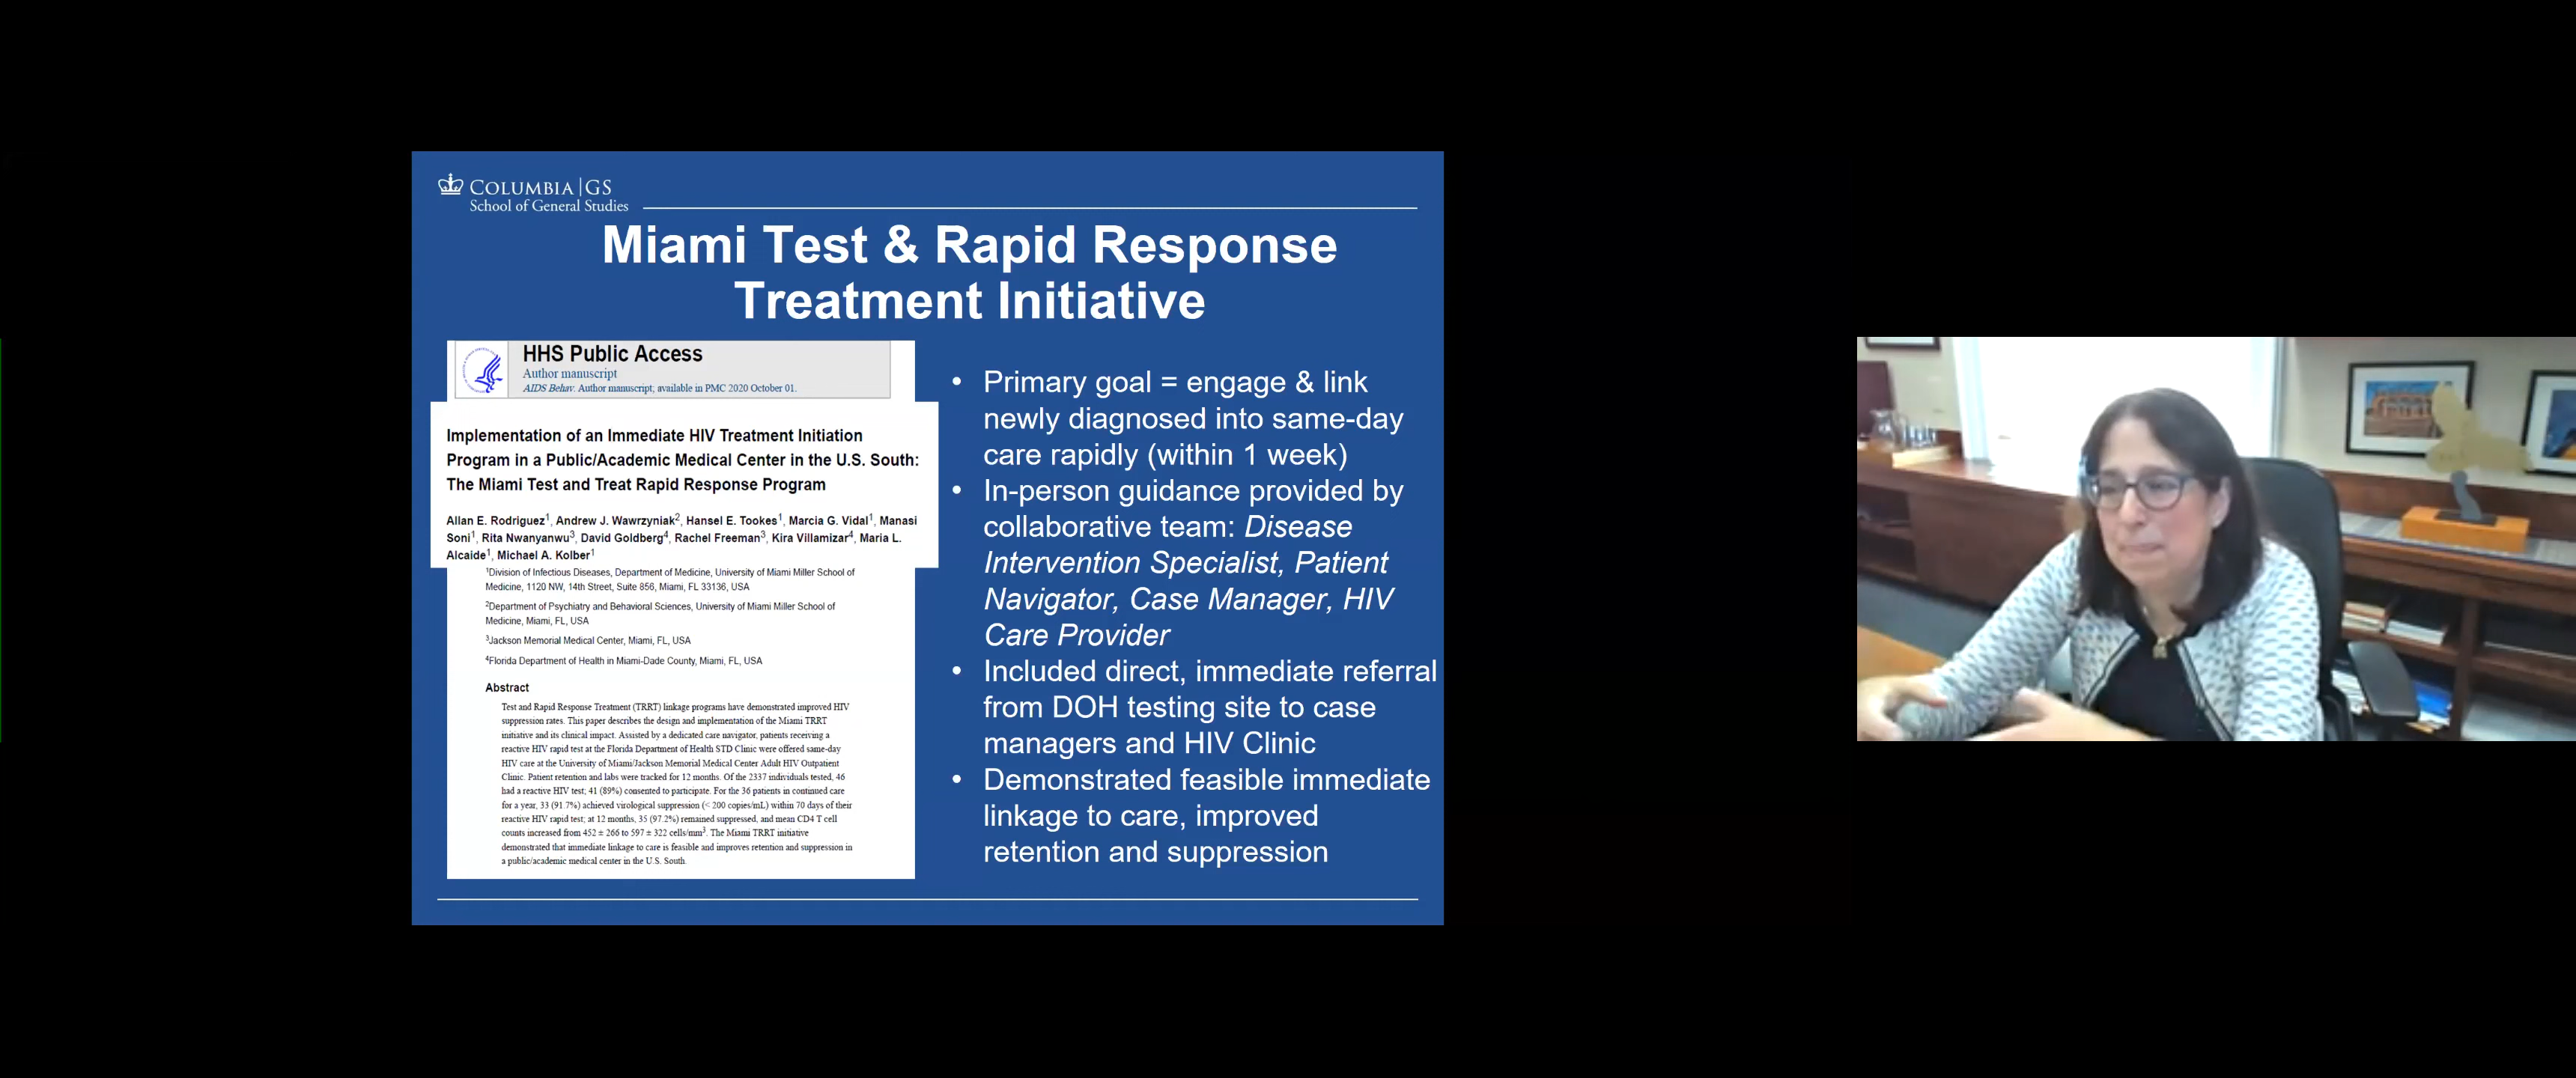 COLUMBIA | GS
School of General Studies
Miami Test & Rapid Response
Treatment Initiative
HHS Public Access
Author manuscript
AIDS Behav. Author manuscript; available in PMC 2020 October 01.
Implementation of an Immediate HIV Treatment Initiation
Program in a Public/Academic Medical Center in the U.S. South:
The Miami Test and Treat Rapid Response Program
Allan E. Rodriguez1, Andrew J. Wawrzyniak2, Hansel E. Tookes1, Marcia G. Vidal1, Manasi
Soni1, Rita Nwanyanwu3, David Goldberg4, Rachel Freeman3, Kira Villamizar4, Maria L.
Alcaide1, Michael A. Kolber1
1Division of Infectious Diseases, Department of Medicine, University of Miami Miller School of
Medicine, 1120 NW, 14th Street, Suite 856, Miami, FL 33136, USA
2Department of Psychiatry and Behavioral Sciences, University of Miami Miller School of
Medicine, Miami, FL, USA
3Jackson Memorial Medical Center, Miami, FL, USA
4Florida Department of Health in Miami-Dade County, Miami, FL, USA
Abstract
Test and Rapid Response Treatment (TRRT) linkage programs have demonstrated improved HIV
suppression rates. This paper describes the design and implementation of the Miami TRRT
initiative and its clinical impact. Assisted by a dedicated care navigator, patients receiving a
reactive HIV rapid test at the Florida Department of Health STD Clinic were offered same-day
HIV care at the University of Miami/Jackson Memorial Medical Center Adult HIV Outpatient
Clinic. Patient retention and labs were tracked for 12 months. Of the 2337 individuals tested, 46
had a reactive HIV test; 41 (89%) consented to participate. For the 36 patients in continued care
for a year, 33 (91.7%) achieved virological suppression (< 200 copies/mL) within 70 days of their
reactive HIV rapid test; at 12 months, 35 (97.2%) remained suppressed, and mean CD4 T cell
counts increased from 452 ± 266 to 597 ± 322 cells/mm3. The Miami TRRT initiative
demonstrated that immediate linkage to care is feasible and improves retention and suppression in
a public/academic medical center in the U.S. South.
• Primary goal = engage & link
newly diagnosed into same-day
care rapidly (within 1 week)
• In-person guidance provided by
collaborative team: Disease
Intervention Specialist, Patient
Navigator, Case Manager, HIV
Care Provider
• Included direct, immediate referral
from DOH testing site to case
managers and HIV Clinic
• Demonstrated feasible immediate
linkage to care, improved
retention and suppression